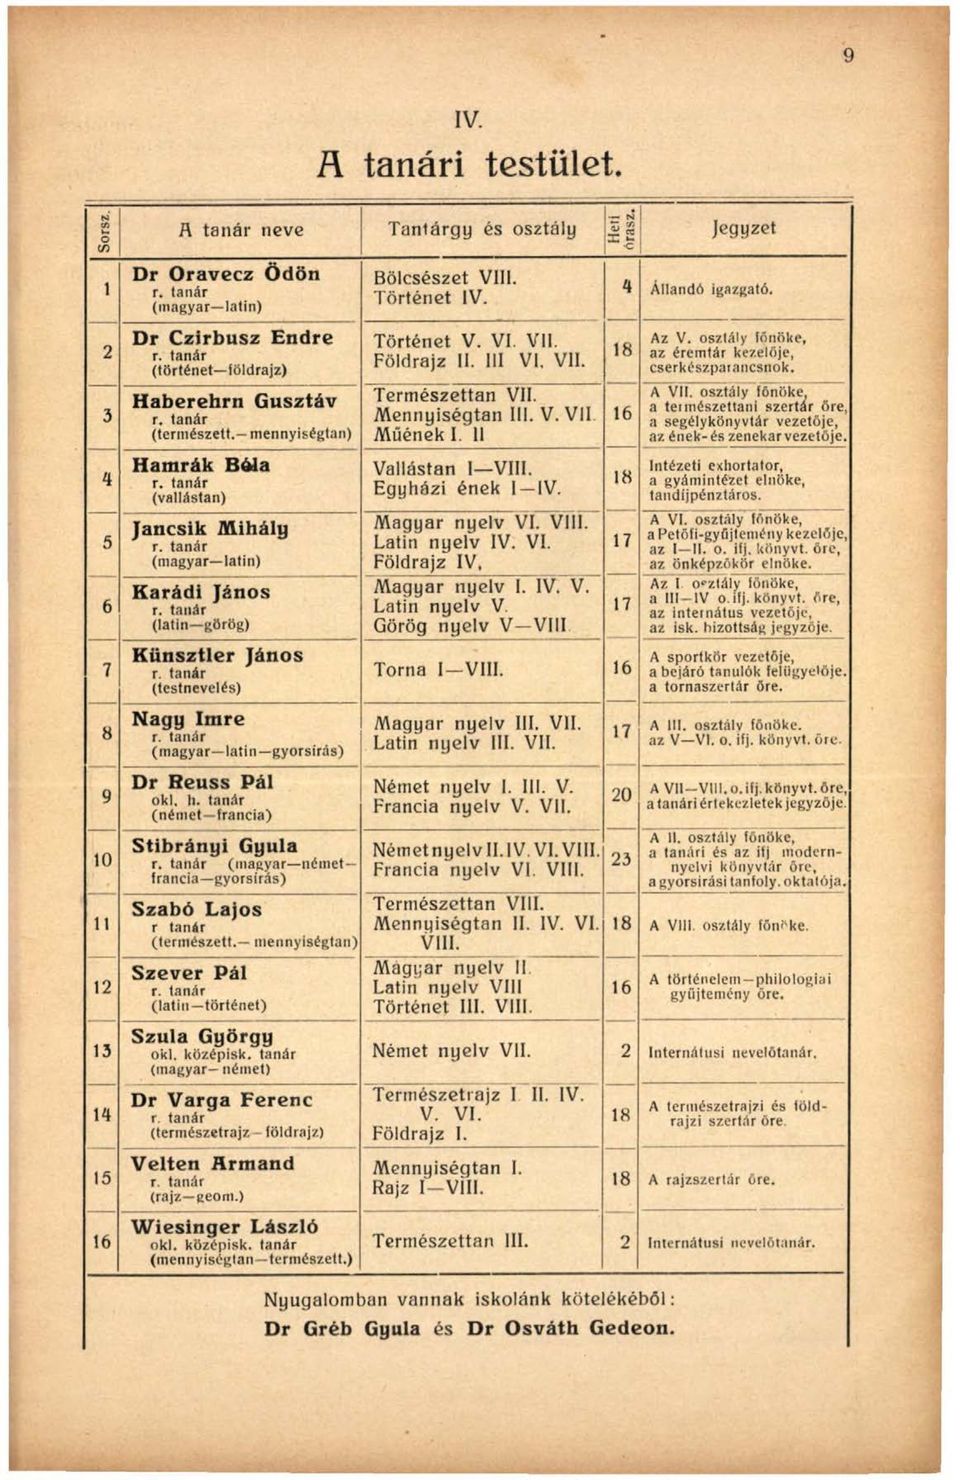 9
IV.
A tanári testület.
Sorsz.
A tanár neve
Tantárgy és osztály
Heti órasz.
Jegyzet
1
Dr Oravecz Ödön
r. tanár
(magyar—latin)
Bölcsészet VIII.
Történet IV.
4
Állandó igazgató.
2
Dr Czirbusz Endre
r. tanár
(történet—földrajz)
Történet V. VI. VII.
Földrajz II. III VI. VII.
18
Az V. osztály főnöke,
az éremtár kezelője,
cserkészparancsnok.
3
Haberehrn Gusztáv
r. tanár
(természett.—mennyiségtan)
Természettan VII.
Mennyiségtan III. V. VII.
Műének I. II
16
A VII. osztály főnöke,
a természettani szertár őre,
a segélykönyvtár vezetője,
az ének- és zenekar vezetője.
4
Hamrák Béla
r. tanár
(vallástan)
Vallástan I—VIII.
Egyházi ének I—IV.
18
Intézeti exhortator,
a gyámintézet elnöke,
tandíjpénztáros.
5
Jancsik Mihály
r. tanár
(magyar—latin)
Magyar nyelv VI. VIII.
Latin nyelv IV. VI.
Földrajz IV,
17
A VI. osztály főnöke,
a Petőfi-gyűjtemény kezelője,
az I—II. o. ifj. könyvt. őre,
az önképzőkör elnöke.
6
Karádi János
r. tanár
(latin—görög)
Magyar nyelv I. IV. V.
Latin nyelv V.
Görög nyelv V—VIII
17
Az I osztály főnöke,
a III—IV o. ifj. könyvt. őre,
az internátus vezetője,
az isk. bizottság jegyzője.
7
Künsztler János
r. tanár
(testnevelés)
Torna I—VIII.
16
A sportkör vezetője,
a bejáró tanulók felügyelője.
a tornaszertár őre.
8
Nagy Imre
r. tanár
(magyar—latin—gyorsírás)
Magyar nyelv III. VII.
Latin nyelv III. VII.
17
A III. osztály főnöke.
az V—VI. o. ifj. könyvt. őre.
9
Dr Reuss Pál
okl. h. tanár
(német—francia)
Német nyelv I. III. V.
Francia nyelv V. VII.
20
A VII—VIII. o. ifj. könyvt. őre,
a tanári értekezletek jegyzője.
10
Stibrányi Gyula
r. tanár (magyar—német—
francia—gyorsírás)
Német nyelv II. IV. VI. VIII.
Francia nyelv VI. VIII.
23
A II. osztály főnöke,
a tanári és az ifj modern-
nyelvi könyvtár őre,
a gyorsírási tanfoly. oktatója.
11
Szabó Lajos
r tanár
(természett.—mennyiségtan)
Természettan VIII.
Mennyiségtan II. IV. VI.
VIII.
18
A VIII. osztály főnöke.
12
Szever Pál
r. tanár
(latin—történet)
Magyar nyelv II.
Latin nyelv VIII
Történet III. VIII.
16
A történelem—philologiai
gyűjtemény őre.
13
Szula György
okl. középisk. tanár
(magyar—német)
Német nyelv VII.
2
Internátusi nevelőtanár.
14
Dr Varga Ferenc
r. tanár
(természetrajz—földrajz)
Természetrajz I II. IV.
V. VI.
Földrajz I.
18
A természetrajzi és föld-
rajzi szertár őre.
15
Velten Armand
r. tanár
(rajz—geom.)
Mennyiségtan I.
Rajz I—VIII.
18
A rajzszertár őre.
16
Wiesinger László
okl. középisk. tanár
(mennyiségtan—természett.)
Természettan III.
2
Internátusi nevelőtanár.
Nyugalomban vannak iskolánk kötelékéből:
Dr Gréb Gyula és Dr Osváth Gedeon.